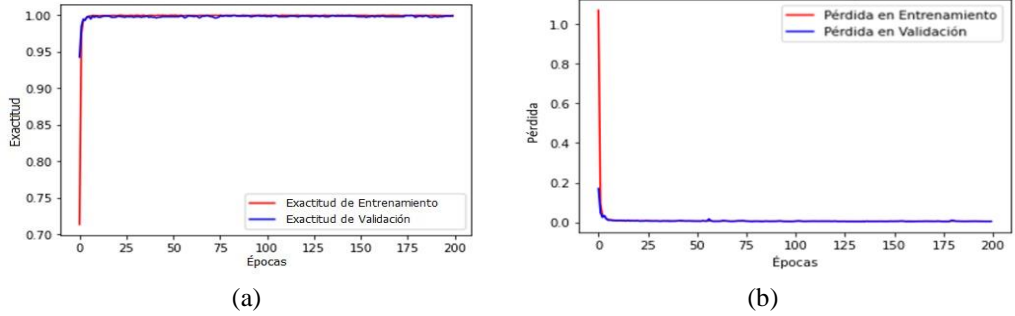 1.00
0.95
0.90
0.85
0.80
0.75
0.70
Exactitud
Exactitud de Entrenamiento
Exactitud de Validación
0 25 50 75 100 125 150 175 200
Épocas
(a)
1.0
0.8
0.6
0.4
0.2
0.0
Pérdida
Pérdida en Entrenamiento
Pérdida en Validación
0 25 50 75 100 125 150 175 200
Épocas
(b)